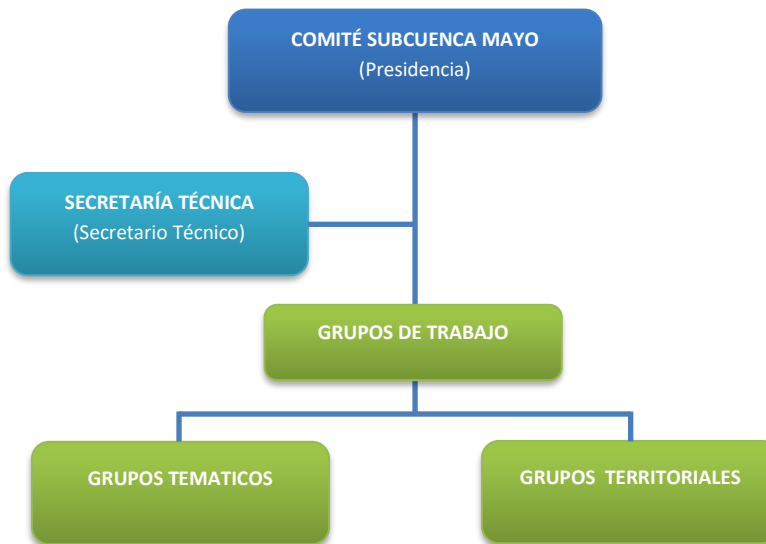 COMITÉ SUBCUENCA MAYO
(Presidencia)
SECRETARÍA TÉCNICA
(Secretario Técnico)
GRUPOS DE TRABAJO
GRUPOS TEMATICOS
GRUPOS TERRITORIALES